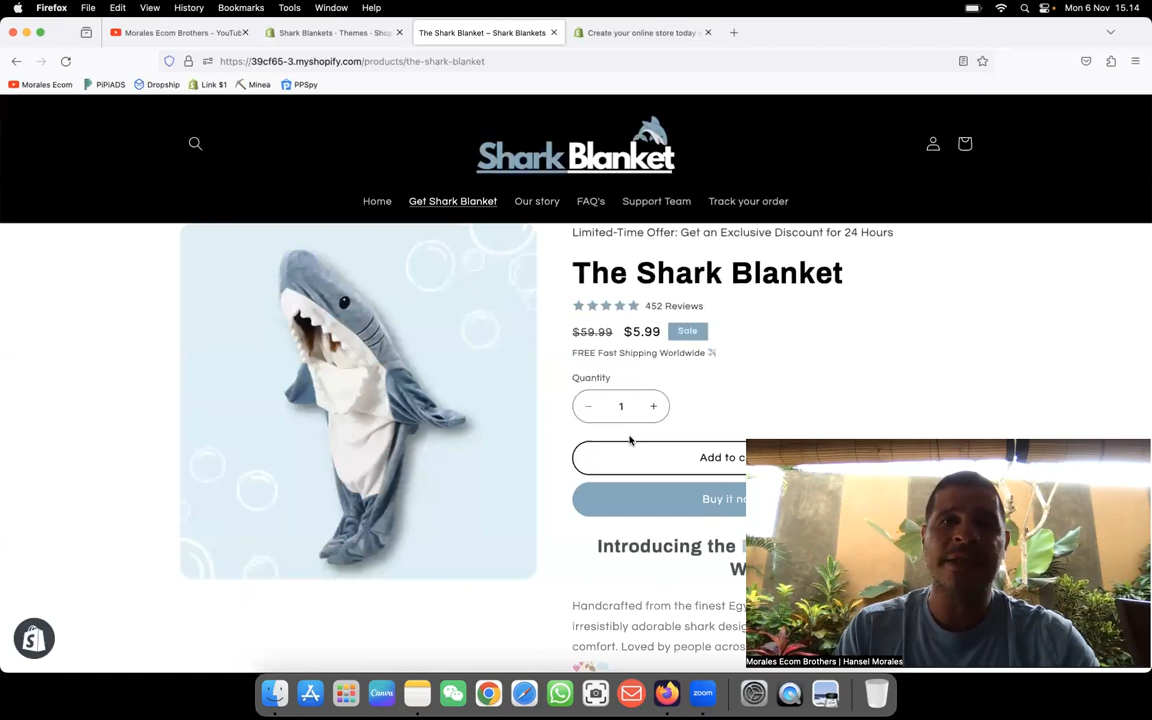 Firefox File Edit View History Bookmarks Tools Window Help
Mon 6 Nov 15.14
Morales Ecom Brothers - YouTub
Shark Blankets · Themes · Shop
The Shark Blanket – Shark Blankets
Create your online store today
https://39cf65-3.myshopify.com/products/the-shark-blanket
Morales Ecom PiPiADS Dropship Link $1 Minea PPSpy
Shark Blanket
Home Get Shark Blanket Our story FAQ's Support Team Track your order
Limited-Time Offer: Get an Exclusive Discount for 24 Hours
The Shark Blanket
452 Reviews
$59.99 $5.99 Sale
FREE Fast Shipping Worldwide
Quantity
− 1 +
Add to c
Buy it no
Introducing the
W
Handcrafted from the finest Eg
irresistibly adorable shark desig
comfort. Loved by people acros
Morales Ecom Brothers | Hansel Morales
Canva
zoom